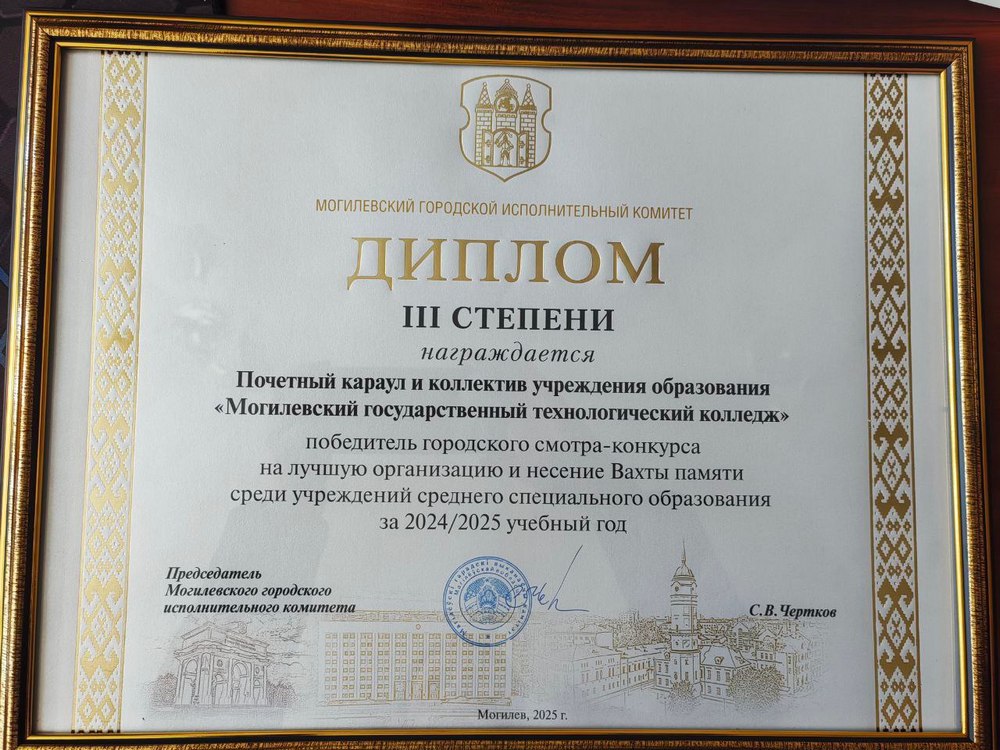 МОГИЛЕВСКИЙ ГОРОДСКОЙ ИСПОЛНИТЕЛЬНЫЙ КОМИТЕТ
ДИПЛОМ
III СТЕПЕНИ
награждается
Почетный караул и коллектив учреждения образования
«Могилевский государственный технологический колледж»
победитель городского смотра-конкурса
на лучшую организацию и несение Вахты памяти
среди учреждений среднего специального образования
за 2024/2025 учебный год
Председатель
Могилевского городского
исполнительного комитета
С.В.Чертков
Могилев, 2025 г.